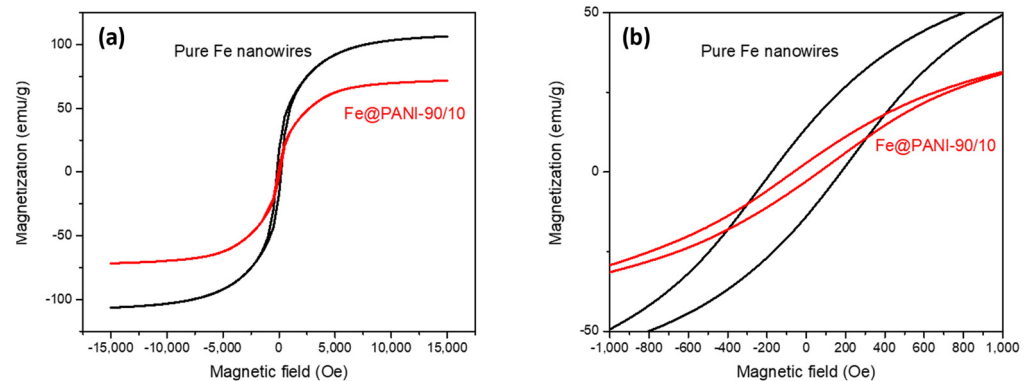 (a)
Pure Fe nanowires
Fe@PANI-90/10
Magnetization (emu/g)
100
50
0
-50
-100
-15,000 -10,000 -5,000 0 5,000 10,000 15,000
Magnetic field (Oe)
(b)
Pure Fe nanowires
Fe@PANI-90/10
Magnetization (emu/g)
50
0
-50
-1,000 -800 -600 -400 -200 0 200 400 600 800 1,000
Magnetic field (Oe)